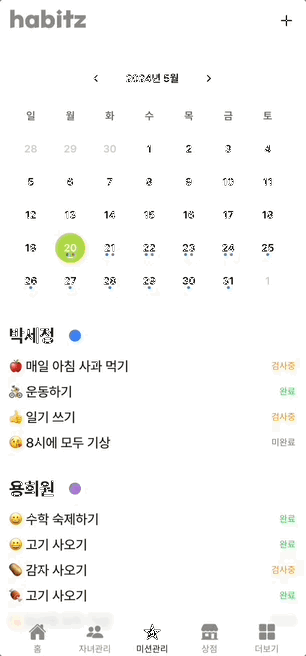 habitz
2024년 5월
일 월 화 수 목 금 토
28 29 30 1 2 3 4
5 6 7 8 9 10 11
12 13 14 15 16 17 18
19 20 21 22 23 24 25
26 27 28 29 30 31 1
박세정
매일 아침 사과 먹기 검사중
운동하기 완료
일기 쓰기 검사중
8시에 모두 기상 미완료
용희원
수학 숙제하기 완료
고기 사오기 완료
감자 사오기 검사중
고기 사오기 완료
홈 자녀관리 미션관리 상점 더보기